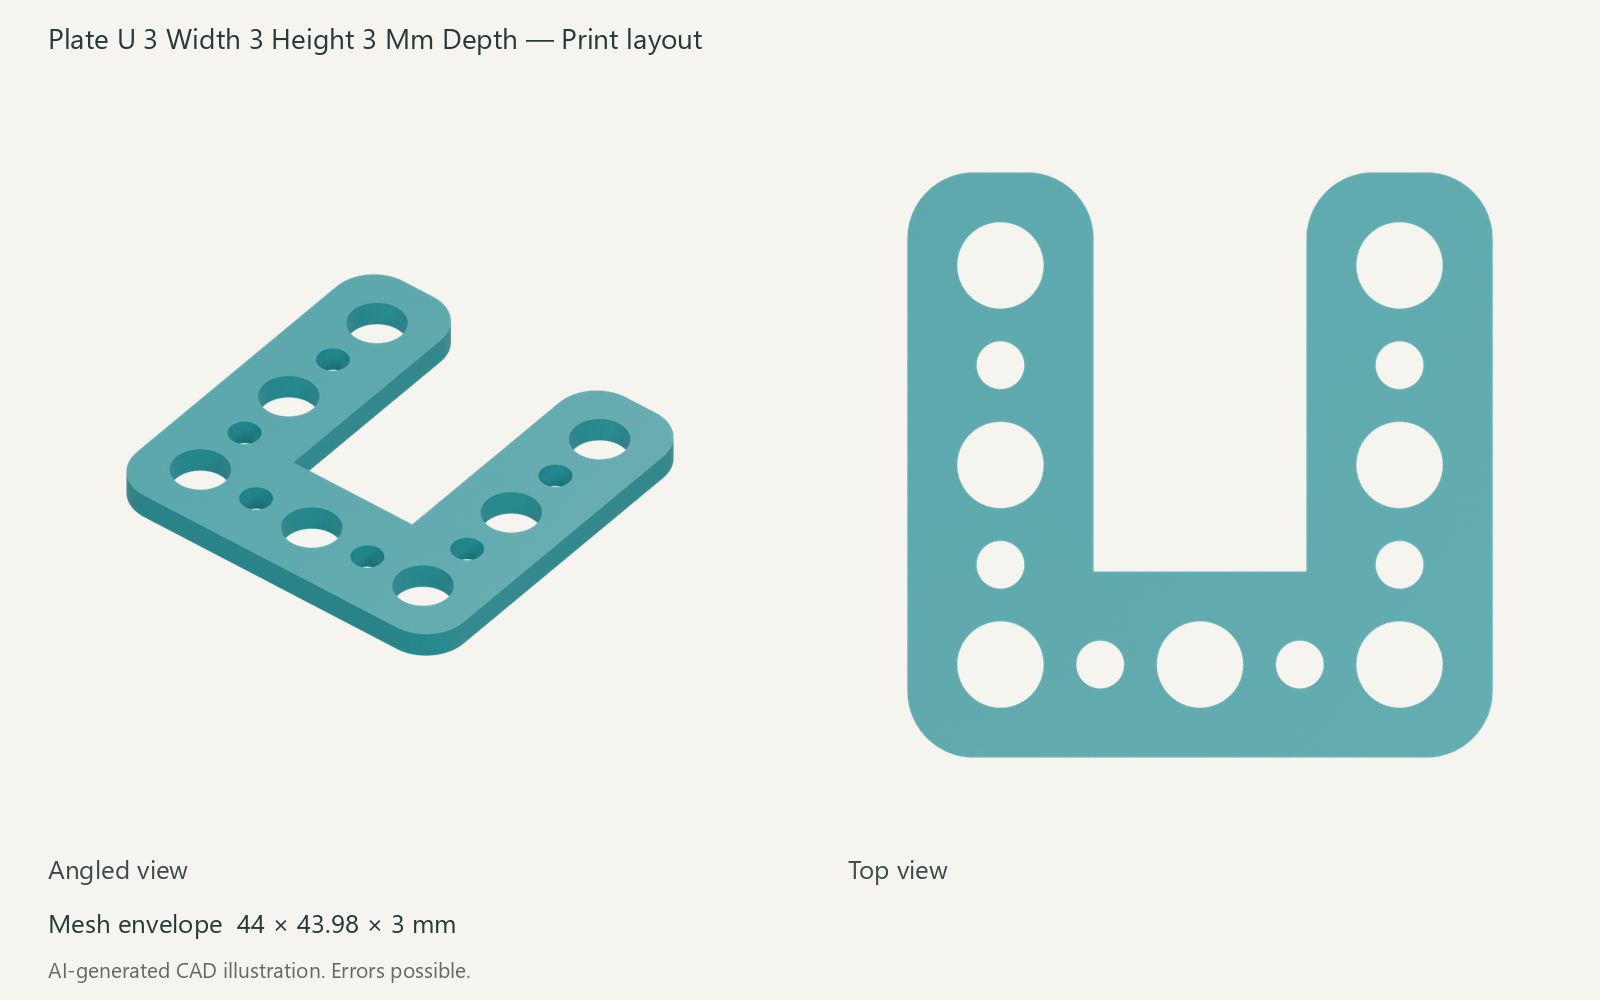 Plate U 3 Width 3 Height 3 Mm Depth — Print layout
Angled view
Top view
Mesh envelope 44 × 43.98 × 3 mm
AI-generated CAD illustration. Errors possible.